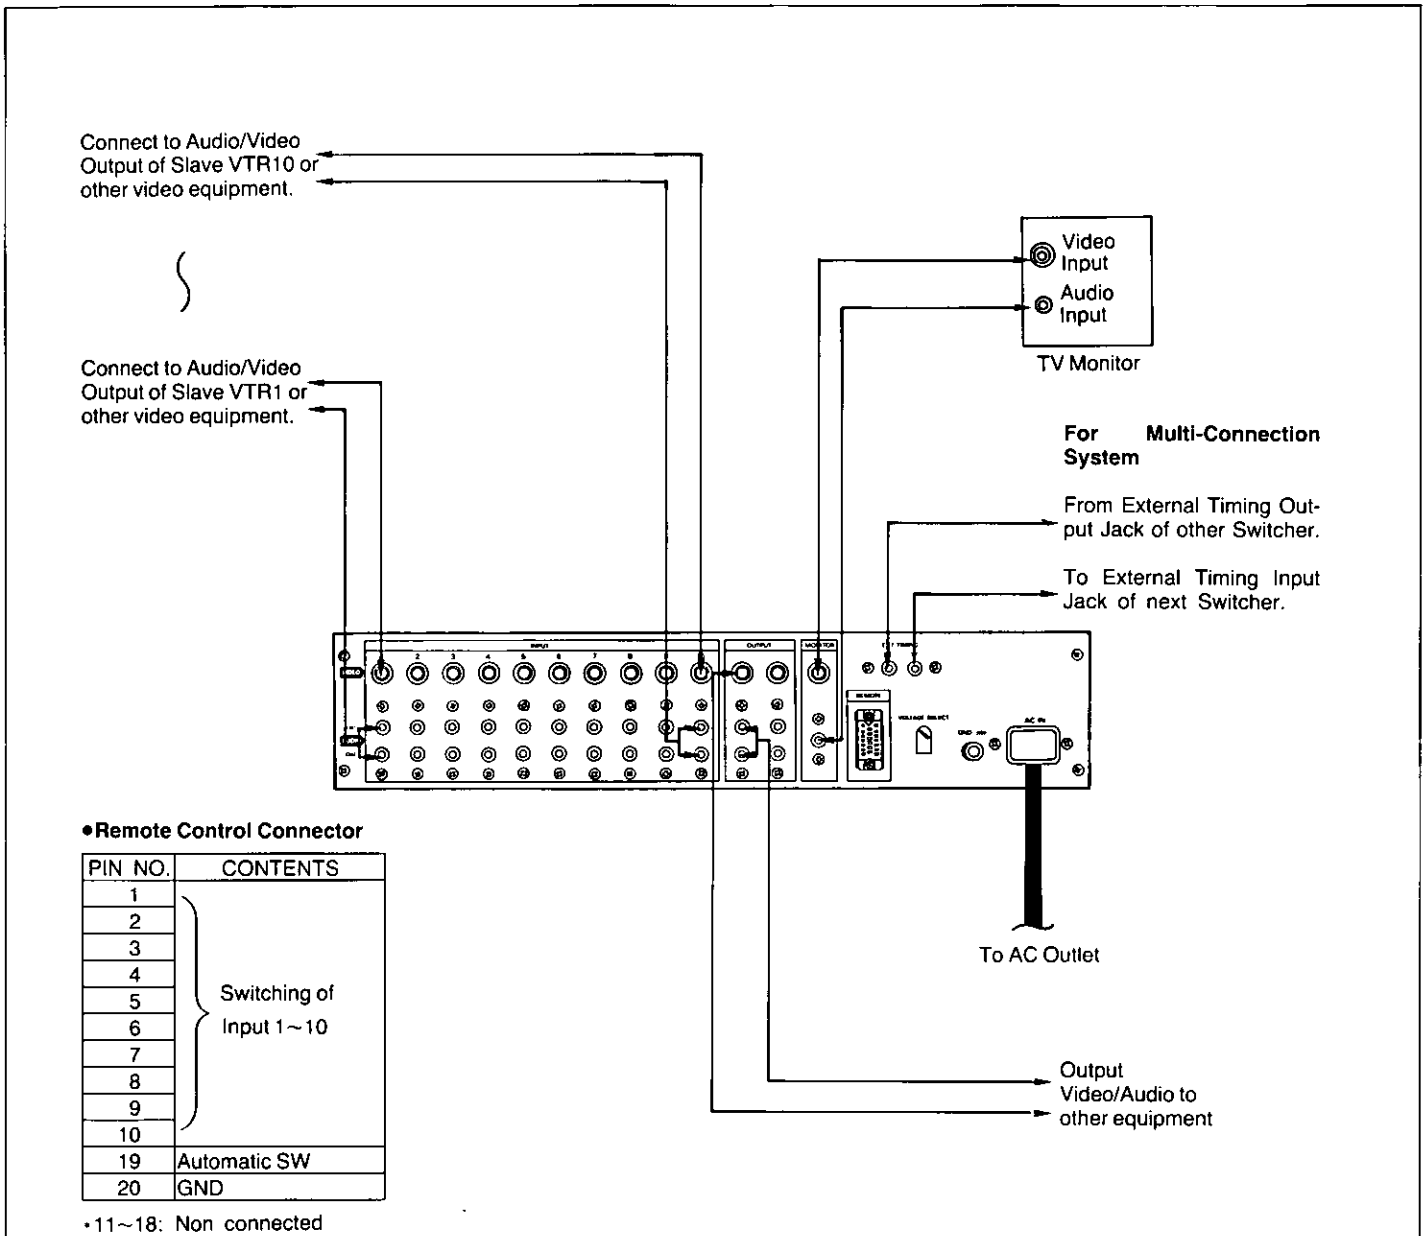 Connect to Audio/Video
Output of Slave VTR10 or
other video equipment.
Connect to Audio/Video
Output of Slave VTR1 or
other video equipment.
Video
Input
Audio
Input
TV Monitor
For Multi-Connection
System
From External Timing Out-
put Jack of other Switcher.
To External Timing Input
Jack of next Switcher.
INPUT
OUTPUT
MONITOR
TIMING
2 3 4 5 6 7 8 9
VOLTAGE SELECT
GND
AC IN
To AC Outlet
•Remote Control Connector
PIN NO. CONTENTS
1
2
3
4
5
6
7
8
9
10
Switching of
Input 1~10
19 Automatic SW
20 GND
•11~18: Non connected
Output
Video/Audio to
other equipment